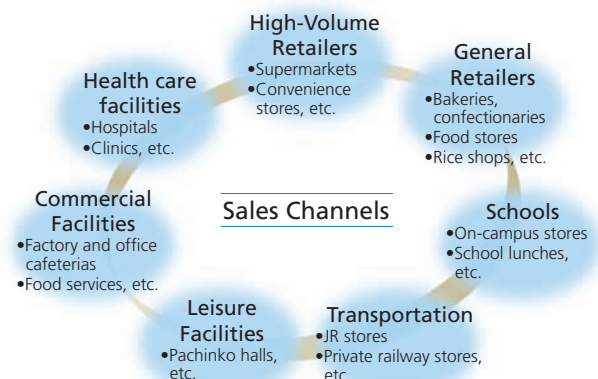 High-Volume
Retailers
•Supermarkets
•Convenience
stores, etc.
General
Retailers
•Bakeries,
confectionaries
•Food stores
•Rice shops, etc.
Schools
•On-campus stores
•School lunches,
etc.
Transportation
•JR stores
•Private railway stores,
etc.
Leisure
Facilities
•Pachinko halls,
etc.
Commercial
Facilities
•Factory and office
cafeterias
•Food services, etc.
Health care
facilities
•Hospitals
•Clinics, etc.
Sales Channels